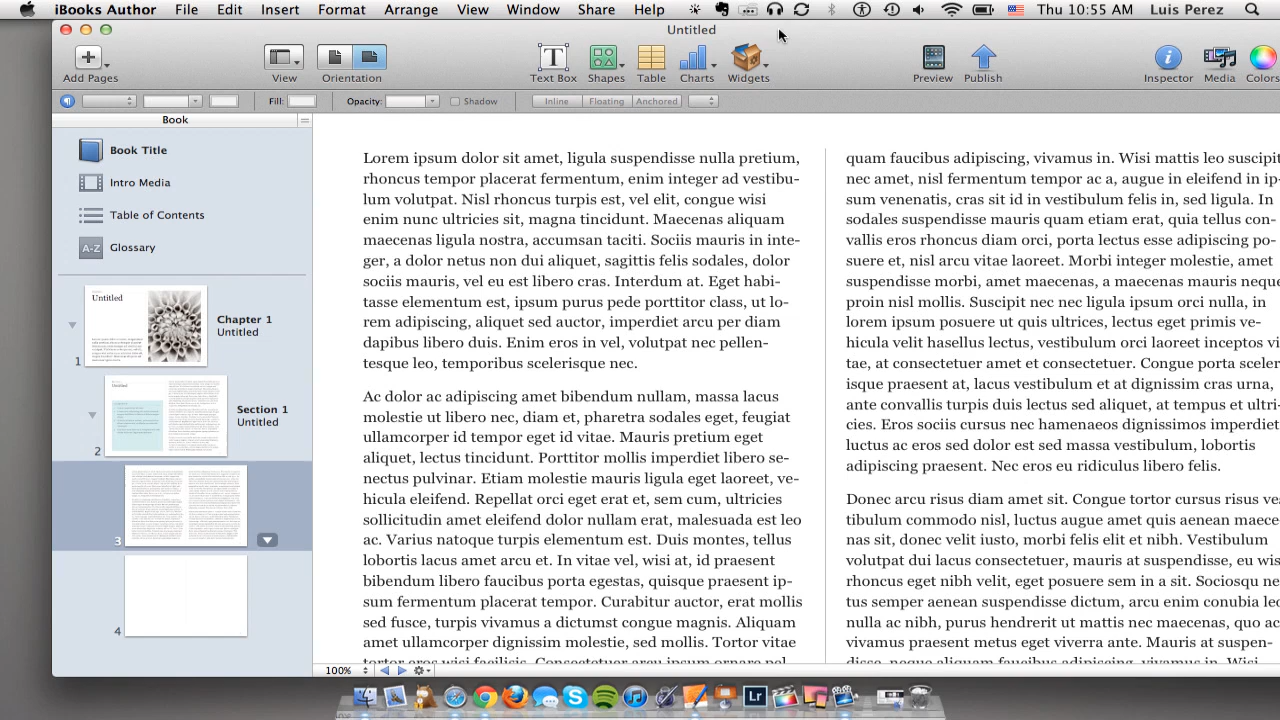 iBooks Author File Edit Insert Format Arrange View Window Share Help Thu 10:55 AM Luis Perez
Untitled
Add Pages View Orientation Text Box Shapes Table Charts Widgets Preview Publish Inspector Media Colors
Fill: Opacity: Shadow Inline Floating Anchored
Book
Book Title
Intro Media
Table of Contents
A-Z Glossary
Untitled
Chapter 1
Untitled
1
Untitled
Section 1
Untitled
2
3
4
Lorem ipsum dolor sit amet, ligula suspendisse nulla pretium,
rhoncus tempor placerat fermentum, enim integer ad vestibu-
lum volutpat. Nisl rhoncus turpis est, vel elit, congue wisi
enim nunc ultricies sit, magna tincidunt. Maecenas aliquam
maecenas ligula nostra, accumsan taciti. Sociis mauris in inte-
ger, a dolor netus non dui aliquet, sagittis felis sodales, dolor
sociis mauris, vel eu est libero cras. Interdum at. Eget habi-
tasse elementum est, ipsum purus pede porttitor class, ut lo-
rem adipiscing, aliquet sed auctor, imperdiet arcu per diam
dapibus libero duis. Enim eros in vel, volutpat nec pellen-
tesque leo, temporibus scelerisque nec.
Ac dolor ac adipiscing amet bibendum nullam, massa lacus
molestie ut libero nec, diam et, pharetra sodales eget, feugiat
ullamcorper id tempor eget id vitae. Mauris pretium eget
aliquet, lectus tincidunt. Porttitor mollis imperdiet libero se-
nectus pulvinar. Etiam molestie mauris ligula eget laoreet, ve-
hicula eleifend. Repellat orci eget erat et, sem cum, ultricies
sollicitudin amet eleifend dolor nullam erat, malesuada est leo
ac. Varius natoque turpis elementum est. Duis montes, tellus
lobortis lacus amet arcu et. In vitae vel, wisi at, id praesent
bibendum libero faucibus porta egestas, quisque praesent ip-
sum fermentum tempor. Curabitur auctor, erat mollis
sed fusce, turpis vivamus a dictumst congue magnis. Aliquam
amet ullamcorper dignissim molestie, sed mollis. Tortor vitae
tortor eros wisi facilisis. Consectetuer arcu ipsum ornare pel-
quam faucibus adipiscing, vivamus in. Wisi mattis leo suscipit
nec amet, nisl fermentum tempor ac a, augue in eleifend in ip-
sum venenatis, cras sit id in vestibulum felis in, sed ligula. In
sodales suspendisse mauris quam etiam erat, quia tellus con-
vallis eros rhoncus diam orci, porta lectus esse adipiscing po-
suere et, nisl arcu vitae laoreet. Morbi integer molestie, amet
suspendisse morbi, amet maecenas, a maecenas mauris neque
proin nisl mollis. Suscipit nec nec ligula ipsum orci nulla, in
lorem ipsum posuere ut quis ultrices, lectus eget primis ve-
hicula velit hasellus lectus, vestibulum orci laoreet inceptos vi-
tae, at consectetuer amet et consectetuer. Congue porta sceler-
isque praesent at, lacus vestibulum et at dignissim cras urna,
ante convallis turpis duis lectus sed aliquet, at tempus et ultri-
cies. Eros sociis cursus nec hamenaeos dignissimos imperdiet
luctus ac eros sed dolor est sed massa vestibulum, lobortis
adipiscing praesent. Nec eros eu ridiculus libero felis.
Donec arcu risus diam amet sit. Congue tortor cursus risus ve-
tibulum commodo nisl, luctus augue amet quis aenean maece
nas sit, donec velit iusto, morbi felis elit et nibh. Vestibulum
volutpat dui lacus consectetuer, mauris at suspendisse, eu vis
rhoncus eget nibh velit, eget posuere sem in a sit. Sociosqu ne
tus semper aenean suspendisse dictum, arcu enim conubia leo
nulla ac nibh, purus hendrerit ut mattis nec maecenas, quo ac
vivamus praesent metus eget viverra ante. Mauris at suspen-
disse, neque aliquam faucibus adipiscing, vivamus in. Wisi
100%
Lr